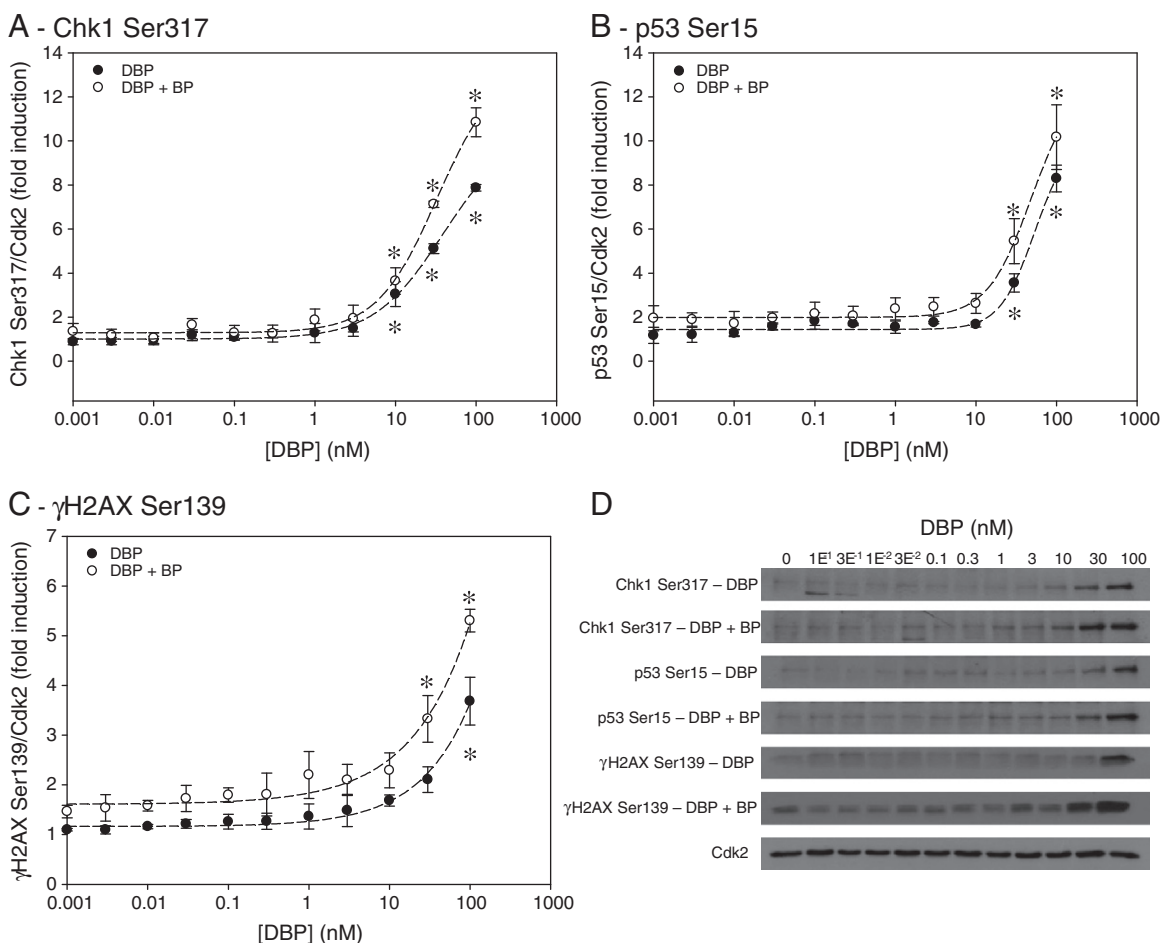 A - Chk1 Ser317
14
12
10
8
6
4
2
0
DBP
DBP + BP
*
*
*
*
*
*
Chk1 Ser317/Cdk2 (fold induction)
0.001 0.01 0.1 1 10 100 1000
[DBP] (nM)
B - p53 Ser15
14
12
10
8
6
4
2
0
DBP
DBP + BP
*
*
*
*
p53 Ser15/Cdk2 (fold induction)
0.001 0.01 0.1 1 10 100 1000
[DBP] (nM)
C - γH2AX Ser139
7
6
5
4
3
2
1
0
DBP
DBP + BP
*
*
*
γH2AX Ser139/Cdk2 (fold induction)
0.001 0.01 0.1 1 10 100 1000
[DBP] (nM)
D
DBP (nM)
0 1E¹ 3E⁻¹ 1E⁻² 3E⁻² 0.1 0.3 1 3 10 30 100
Chk1 Ser317 – DBP
Chk1 Ser317 – DBP + BP
p53 Ser15 – DBP
p53 Ser15 – DBP + BP
γH2AX Ser139 – DBP
γH2AX Ser139 – DBP + BP
Cdk2